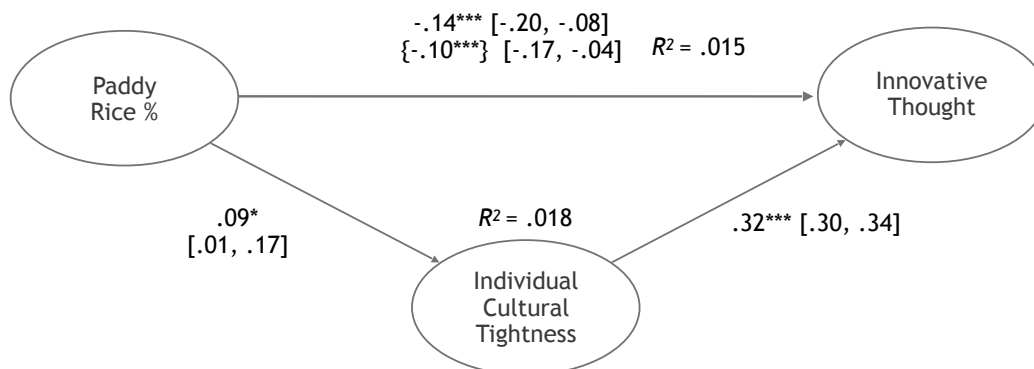 -.14*** [-.20, -.08]
{-.10***} [-.17, -.04] R² = .015
Paddy
Rice %
Innovative
Thought
.09*
[.01, .17]
R² = .018
.32*** [.30, .34]
Individual
Cultural
Tightness